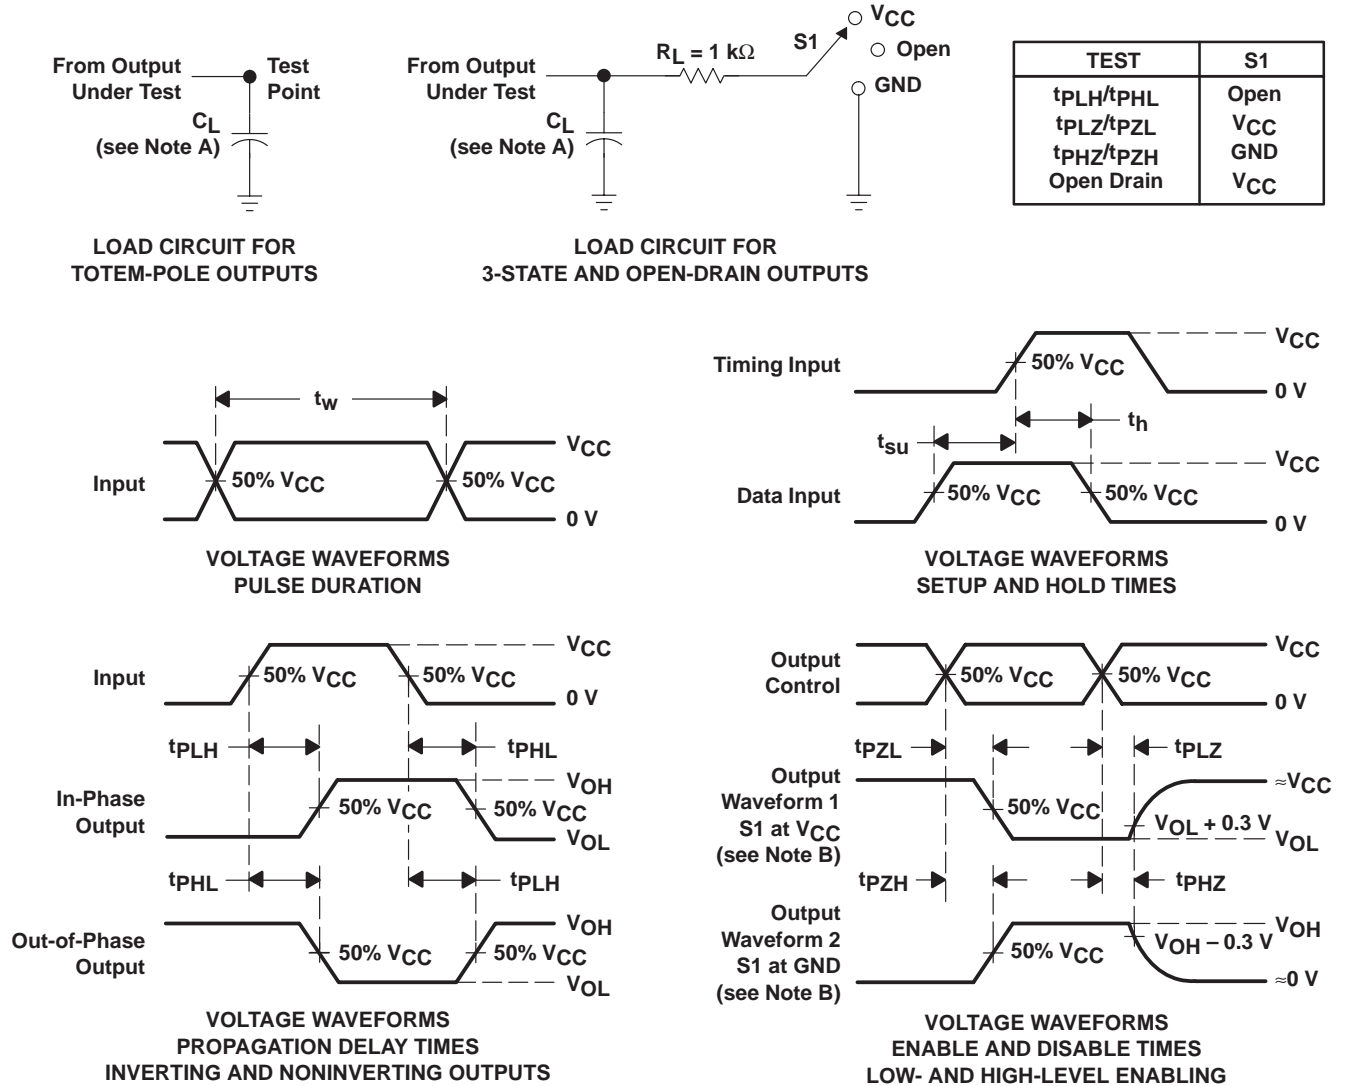 From Output
Under Test
Test
Point
CL
(see Note A)
LOAD CIRCUIT FOR
TOTEM-POLE OUTPUTS
From Output
Under Test
RL = 1 kΩ
S1
VCC
Open
GND
CL
(see Note A)
LOAD CIRCUIT FOR
3-STATE AND OPEN-DRAIN OUTPUTS
TEST S1
tPLH/tPHL Open
tPLZ/tPZL VCC
tPHZ/tPZH GND
Open Drain VCC
tw
Input
50% VCC 50% VCC
VCC
0 V
VOLTAGE WAVEFORMS
PULSE DURATION
Timing Input
50% VCC
VCC
0 V
th
tsu
Data Input
50% VCC 50% VCC
VCC
0 V
VOLTAGE WAVEFORMS
SETUP AND HOLD TIMES
Input
50% VCC 50% VCC
VCC
0 V
tPLH tPHL
In-Phase
Output
50% VCC 50% VCC
VOH
VOL
tPHL tPLH
Out-of-Phase
Output
50% VCC 50% VCC
VOH
VOL
VOLTAGE WAVEFORMS
PROPAGATION DELAY TIMES
INVERTING AND NONINVERTING OUTPUTS
Output
Control
50% VCC 50% VCC
VCC
0 V
tPZL tPLZ
Output
Waveform 1
S1 at VCC
(see Note B)
50% VCC
≈VCC
VOL + 0.3 V
VOL
tPZH tPHZ
Output
Waveform 2
S1 at GND
(see Note B)
50% VCC
VOH
VOH − 0.3 V
≈0 V
VOLTAGE WAVEFORMS
ENABLE AND DISABLE TIMES
LOW- AND HIGH-LEVEL ENABLING